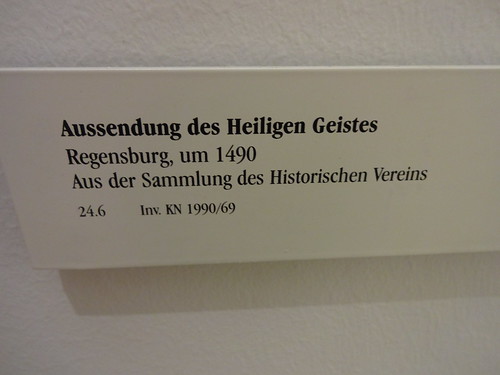 Aussendung des Heiligen Geistes
Regensburg, um 1490
Aus der Sammlung des Historischen Vereins
24.6 Inv. KN 1990/69